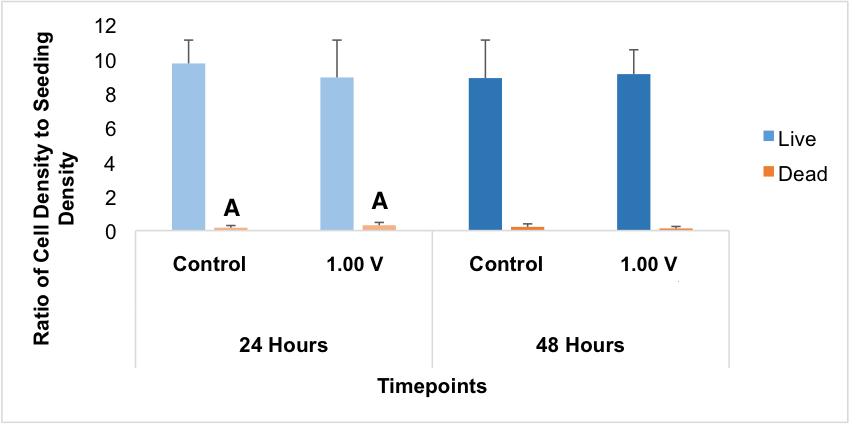 Ratio of Cell Density to Seeding
Density
12
10
8
6
4
2
0
A
A
Control
1.00 V
Control
1.00 V
24 Hours
48 Hours
Timepoints
Live
Dead